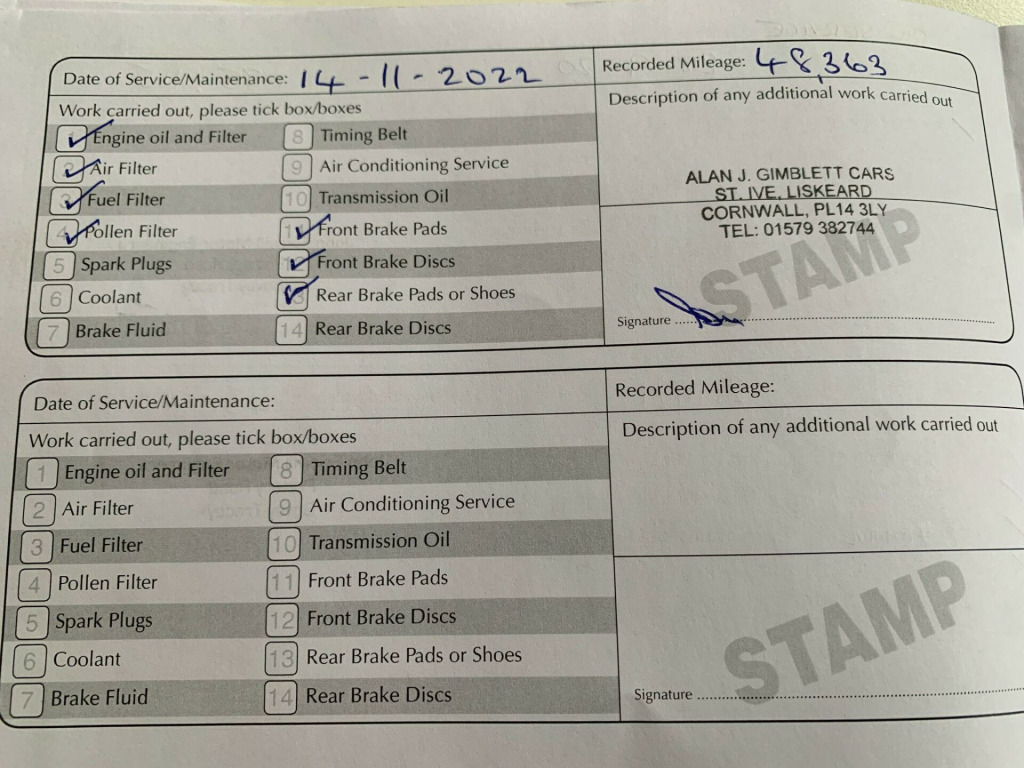 Date of Service/Maintenance: 14-11-2022
Recorded Mileage: 48,363
Work carried out, please tick box/boxes
Description of any additional work carried out
Engine oil and Filter
8 Timing Belt
2 Air Filter
9 Air Conditioning Service
3 Fuel Filter
10 Transmission Oil
4 Pollen Filter
Front Brake Pads
5 Spark Plugs
Front Brake Discs
6 Coolant
Rear Brake Pads or Shoes
7 Brake Fluid
14 Rear Brake Discs
ALAN J. GIMBLETT CARS
ST. IVE, LISKEARD
CORNWALL, PL14 3LY
TEL: 01579 382744
STAMP
Signature
Date of Service/Maintenance:
Recorded Mileage:
Work carried out, please tick box/boxes
Description of any additional work carried out
1 Engine oil and Filter
8 Timing Belt
2 Air Filter
9 Air Conditioning Service
3 Fuel Filter
10 Transmission Oil
4 Pollen Filter
11 Front Brake Pads
5 Spark Plugs
12 Front Brake Discs
6 Coolant
13 Rear Brake Pads or Shoes
7 Brake Fluid
14 Rear Brake Discs
STAMP
Signature